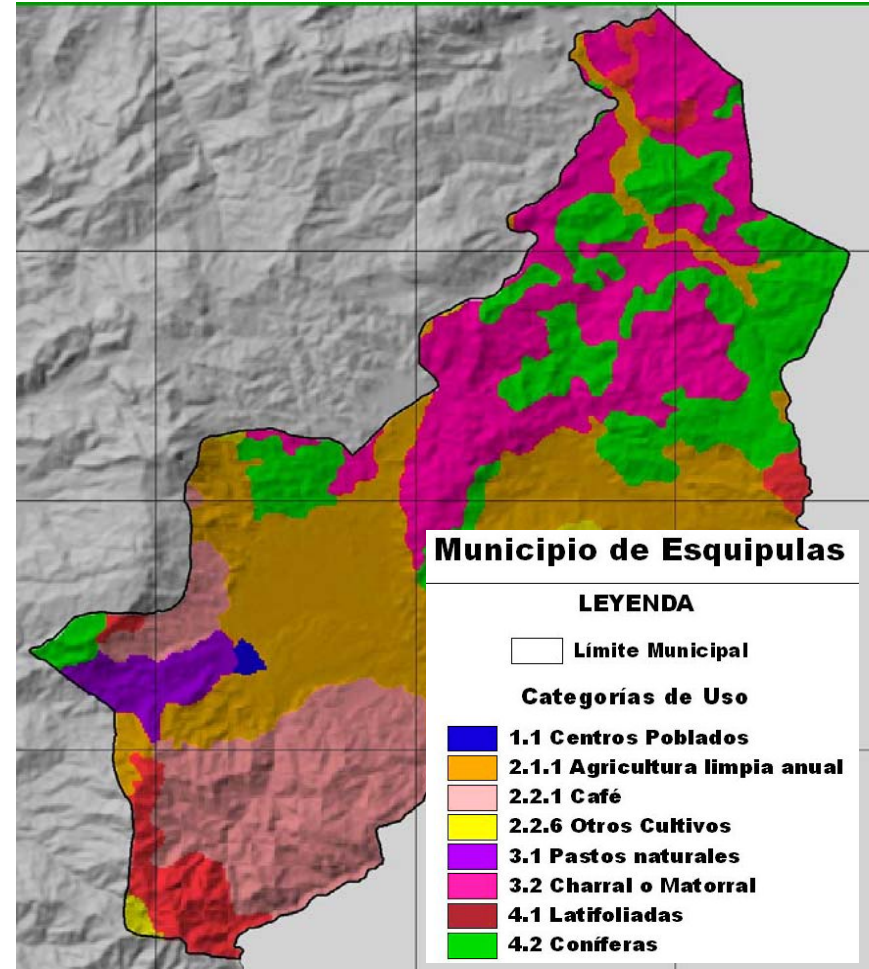 Municipio de Esquipulas
LEYENDA
Límite Municipal
Categorías de Uso
1.1 Centros Poblados
2.1.1 Agricultura limpia anual
2.2.1 Café
2.2.6 Otros Cultivos
3.1 Pastos naturales
3.2 Charral o Matorral
4.1 Latifoliadas
4.2 Coníferas